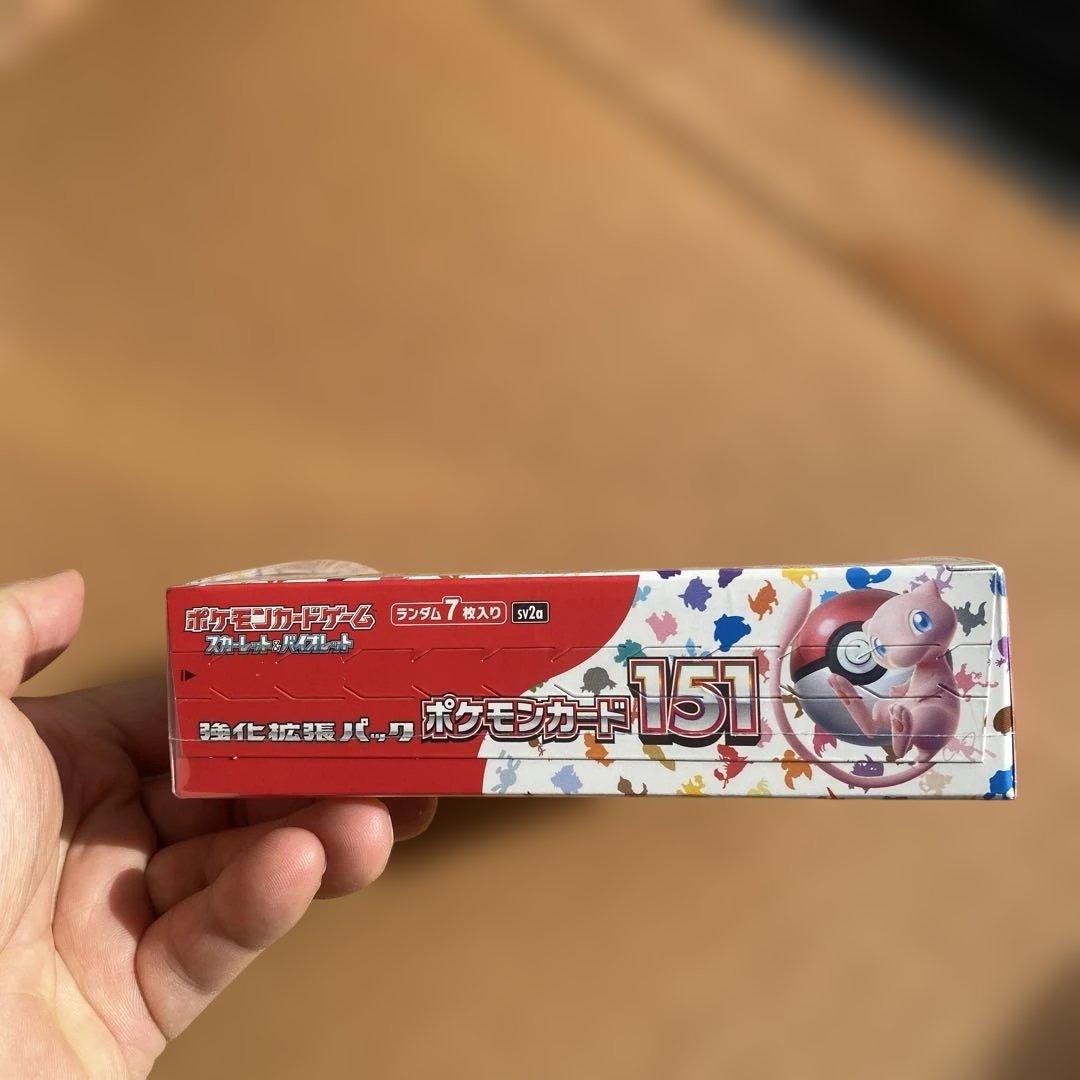 ポケモンカードゲーム
スカーレット&バイオレット
ランダム7枚入り
sv2a
強化拡張パック
ポケモンカード151